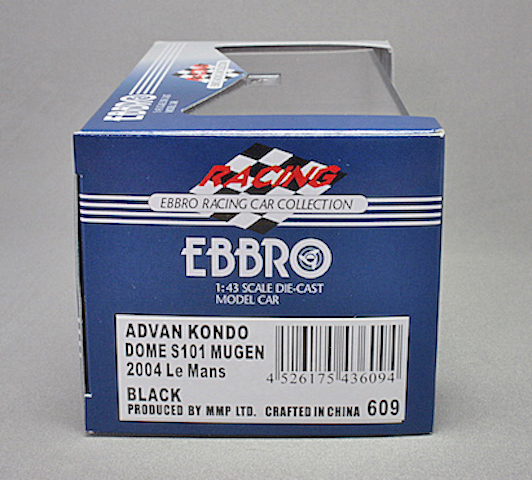 EBBRO
RACING
EBBRO RACING CAR COLLECTION
EBBRO
1:43 SCALE DIE-CAST
MODEL CAR
ADVAN KONDO
DOME S101 MUGEN
2004 Le Mans
4 526175 436094
BLACK
PRODUCED BY MMP LTD. CRAFTED IN CHINA 609